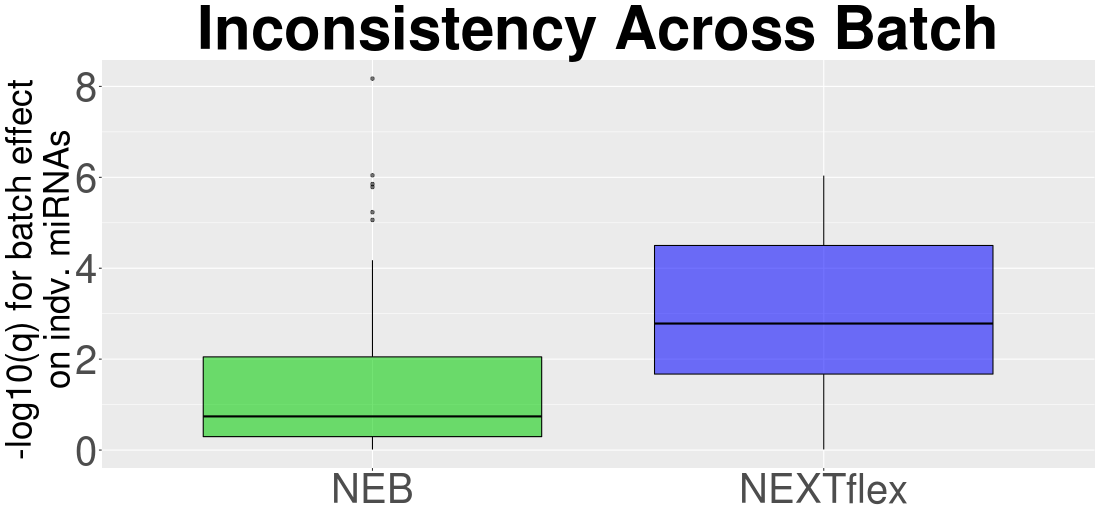 Inconsistency Across Batch
-log10(q) for batch effect
on indv. miRNAs
8
6
4
2
0
NEB
NEXTflex